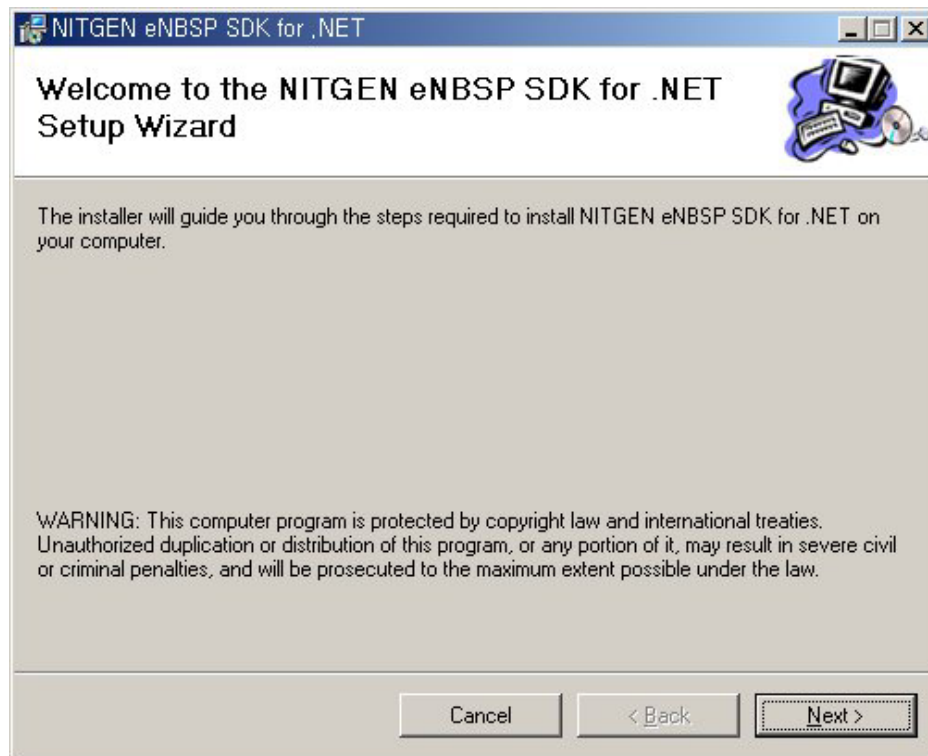 NITGEN eNBSP SDK for .NET
Welcome to the NITGEN eNBSP SDK for .NET
Setup Wizard
The installer will guide you through the steps required to install NITGEN eNBSP SDK for .NET on
your computer.
WARNING: This computer program is protected by copyright law and international treaties.
Unauthorized duplication or distribution of this program, or any portion of it, may result in severe civil
or criminal penalties, and will be prosecuted to the maximum extent possible under the law.
Cancel
< Back
Next >